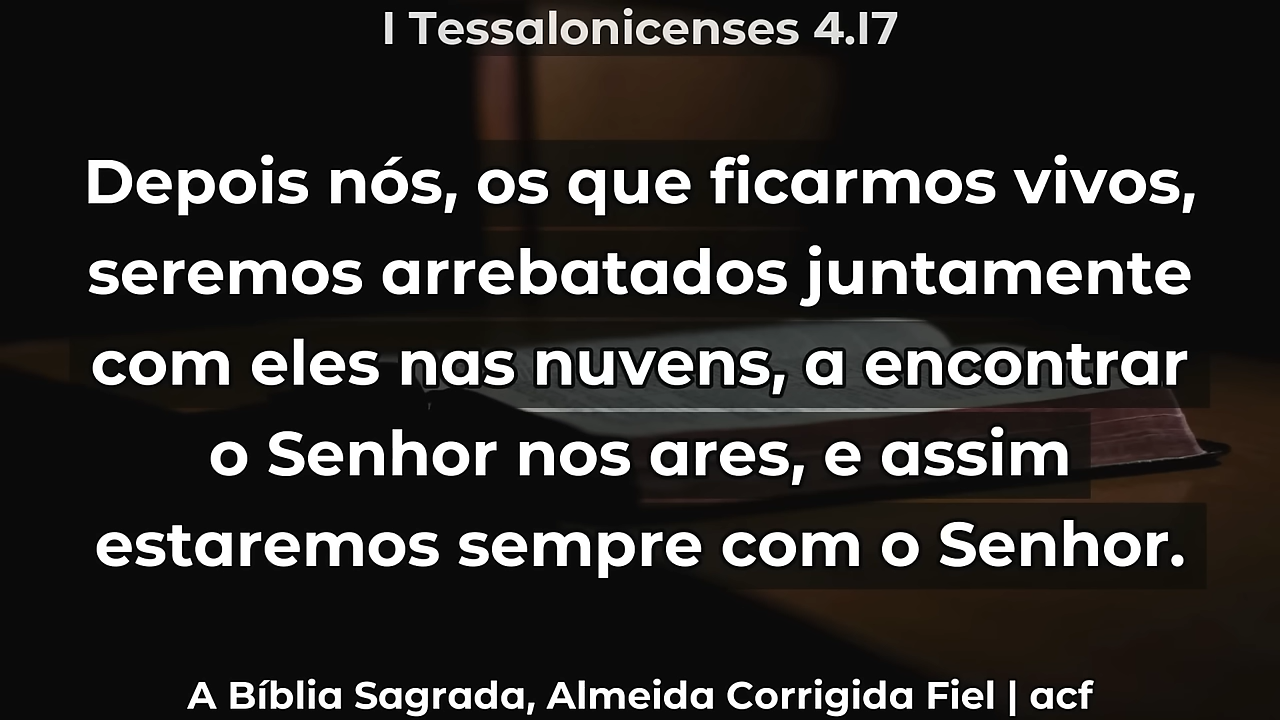 I Tessalonicenses 4.17
Depois nós, os que ficarmos vivos,
seremos arrebatados juntamente
com eles nas nuvens, a encontrar
o Senhor nos ares, e assim
estaremos sempre com o Senhor.
A Bíblia Sagrada, Almeida Corrigida Fiel | acf